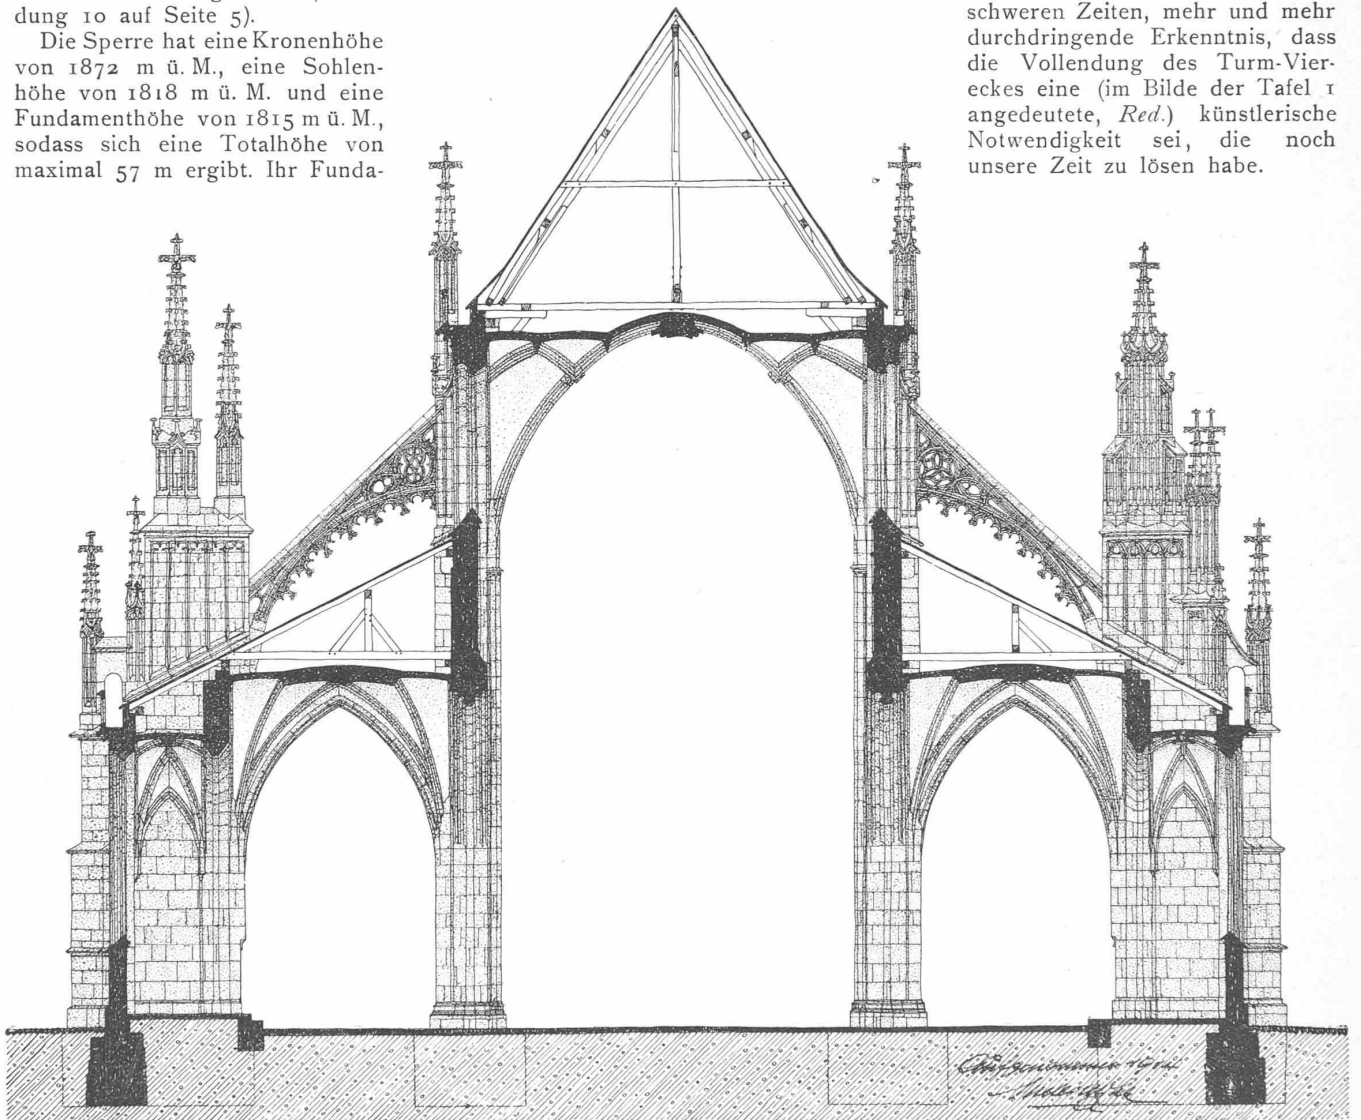 dung 10 auf Seite 5).
Die Sperre hat eine Kronenhöhe
von 1872 m ü. M., eine Sohlen-
höhe von 1818 m ü. M. und eine
Fundamenthöhe von 1815 m ü. M.,
sodass sich eine Totalhöhe von
maximal 57 m ergibt. Ihr Funda-
schweren Zeiten, mehr und mehr
durchdringende Erkenntnis, dass
die Vollendung des Turm-Vier-
eckes eine (im Bilde der Tafel 1
angedeutete, Red.) künstlerische
Notwendigkeit sei, die noch
unsere Zeit zu lösen habe.
Aufgenommen